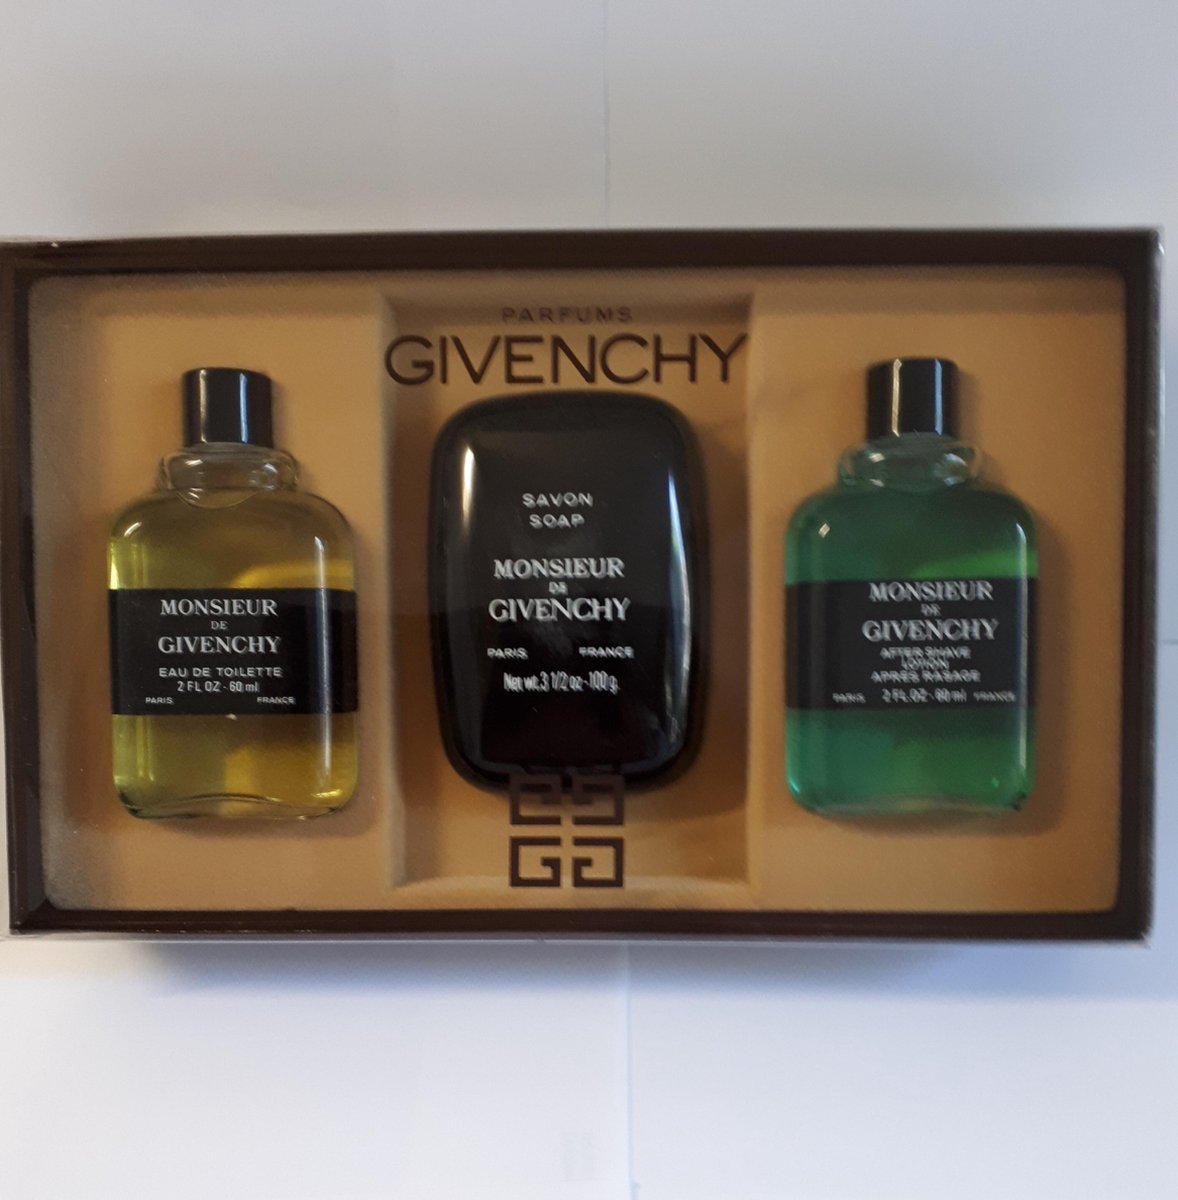 PARFUMS
GIVENCHY
MONSIEUR
DE
GIVENCHY
EAU DE TOILETTE
2 FL OZ - 60 ml
PARIS FRANCE
SAVON
SOAP
MONSIEUR
DE
GIVENCHY
PARIS FRANCE
Net wt. 3 1/2 oz - 100 g.
MONSIEUR
DE
GIVENCHY
AFTER SHAVE
LOTION
APRÈS RASAGE
PARIS 2 FL OZ - 60 ml FRANCE